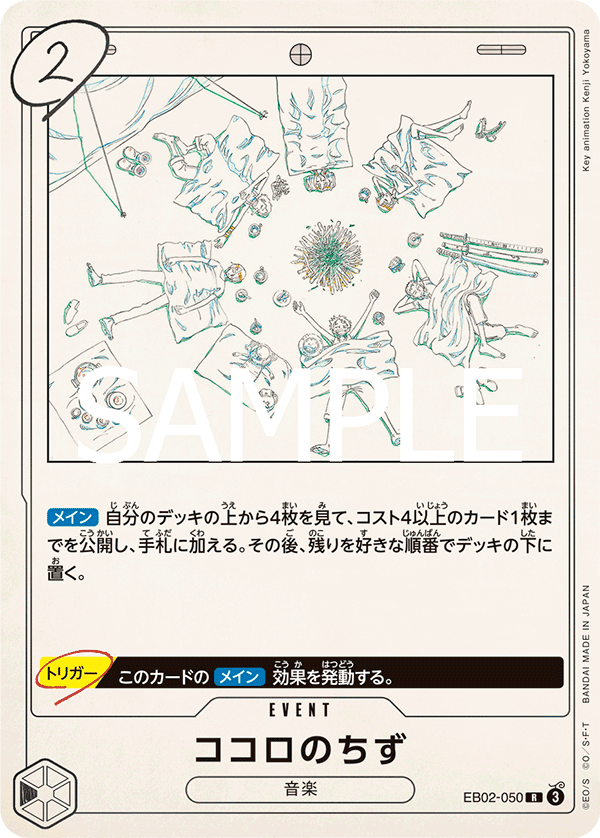 2
Key animation Kenji Yokoyama
SAMPLE
メイン 自分のデッキの上から4枚を見て、コスト4以上のカード1枚ま
でを公開し、手札に加える。その後、残りを好きな順番でデッキの下に
置く。
トリガー このカードの メイン 効果を発動する。
EVENT
ココロのちず
音楽
EB02-050 R 3
©EO/S ©O/S・F・T BANDAI MADE IN JAPAN